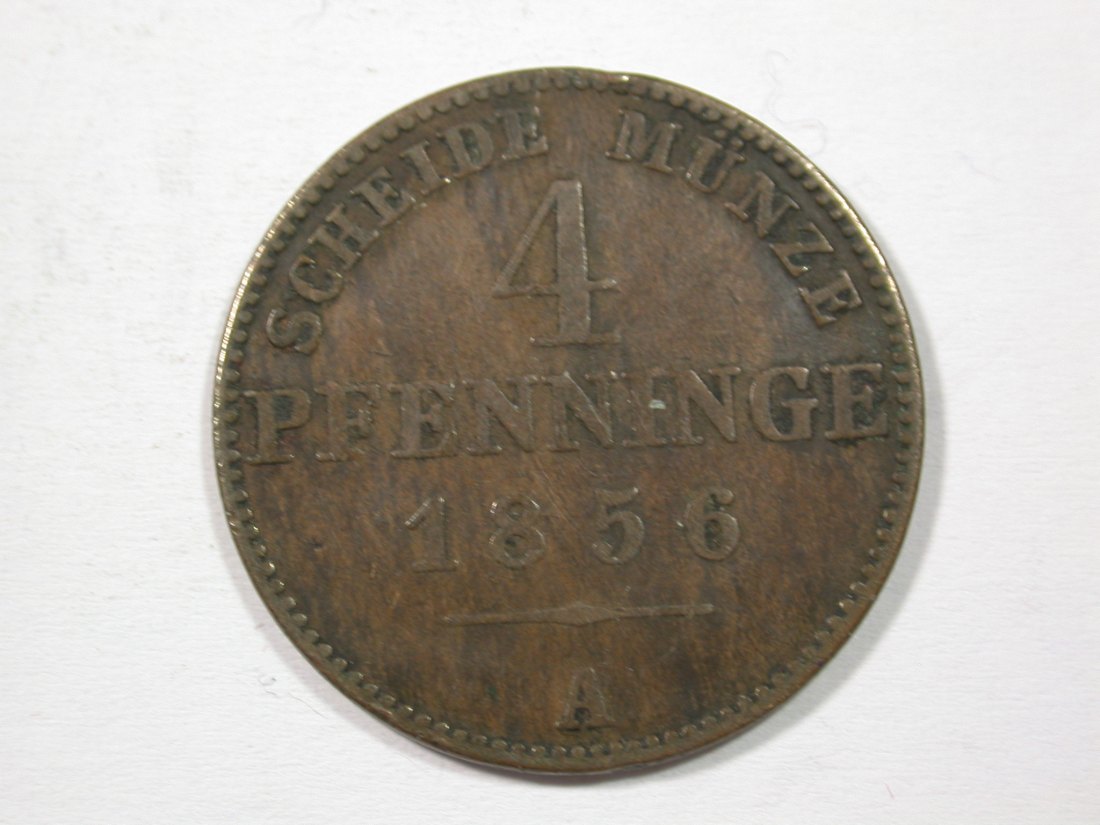 SCHEIDE MÜNZE
4
PFENNINGE
1856
A